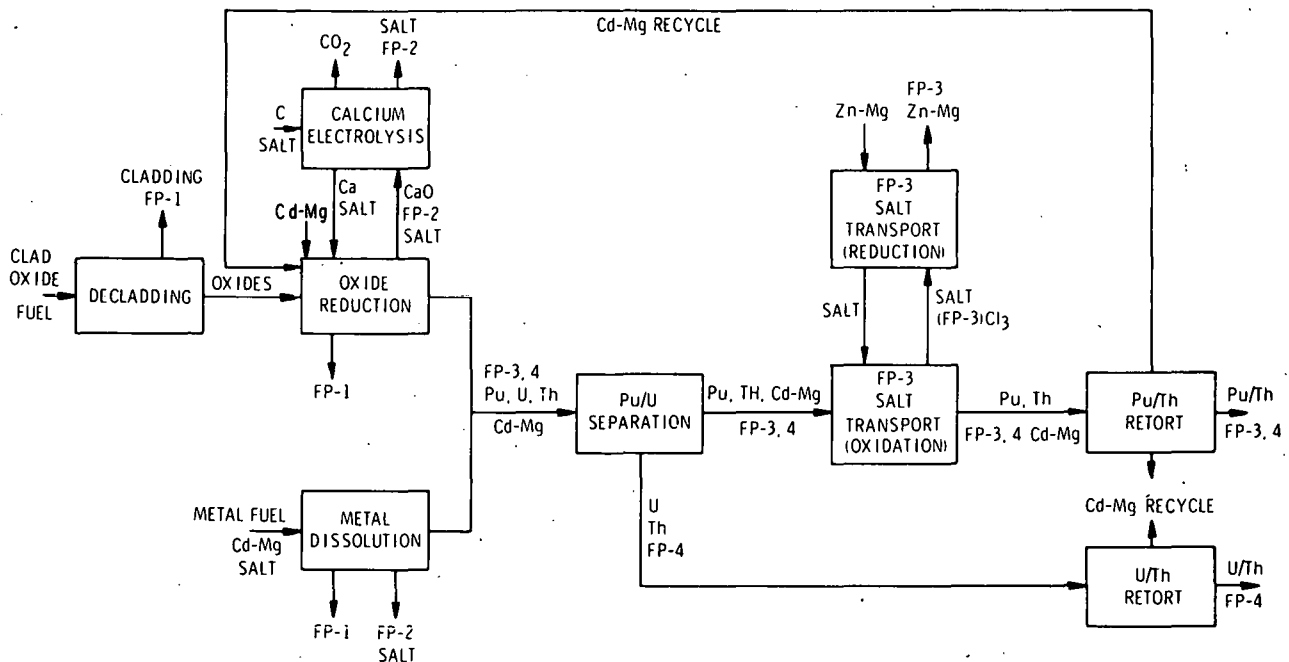 Cd-Mg RECYCLE
CO2
SALT
FP-2
C
SALT
CALCIUM
ELECTROLYSIS
CLADDING
FP-1
Cd-Mg
Ca
SALT
CaO
FP-2
SALT
CLAD
OXIDE
FUEL
DECLADDING
OXIDES
OXIDE
REDUCTION
FP-1
Zn-Mg
FP-3
Zn-Mg
FP-3
SALT
TRANSPORT
(REDUCTION)
SALT
SALT
(FP-3)Cl3
FP-3, 4
Pu, U, Th
Cd-Mg
Pu/U
SEPARATION
Pu, TH, Cd-Mg
FP-3, 4
FP-3
SALT
TRANSPORT
(OXIDATION)
Pu, Th
FP-3, 4 Cd-Mg
Pu/Th
RETORT
Pu/Th
FP-3, 4
METAL FUEL
Cd-Mg
SALT
METAL
DISSOLUTION
FP-1
FP-2
SALT
U
Th
FP-4
Cd-Mg RECYCLE
U/Th
RETORT
U/Th
FP-4